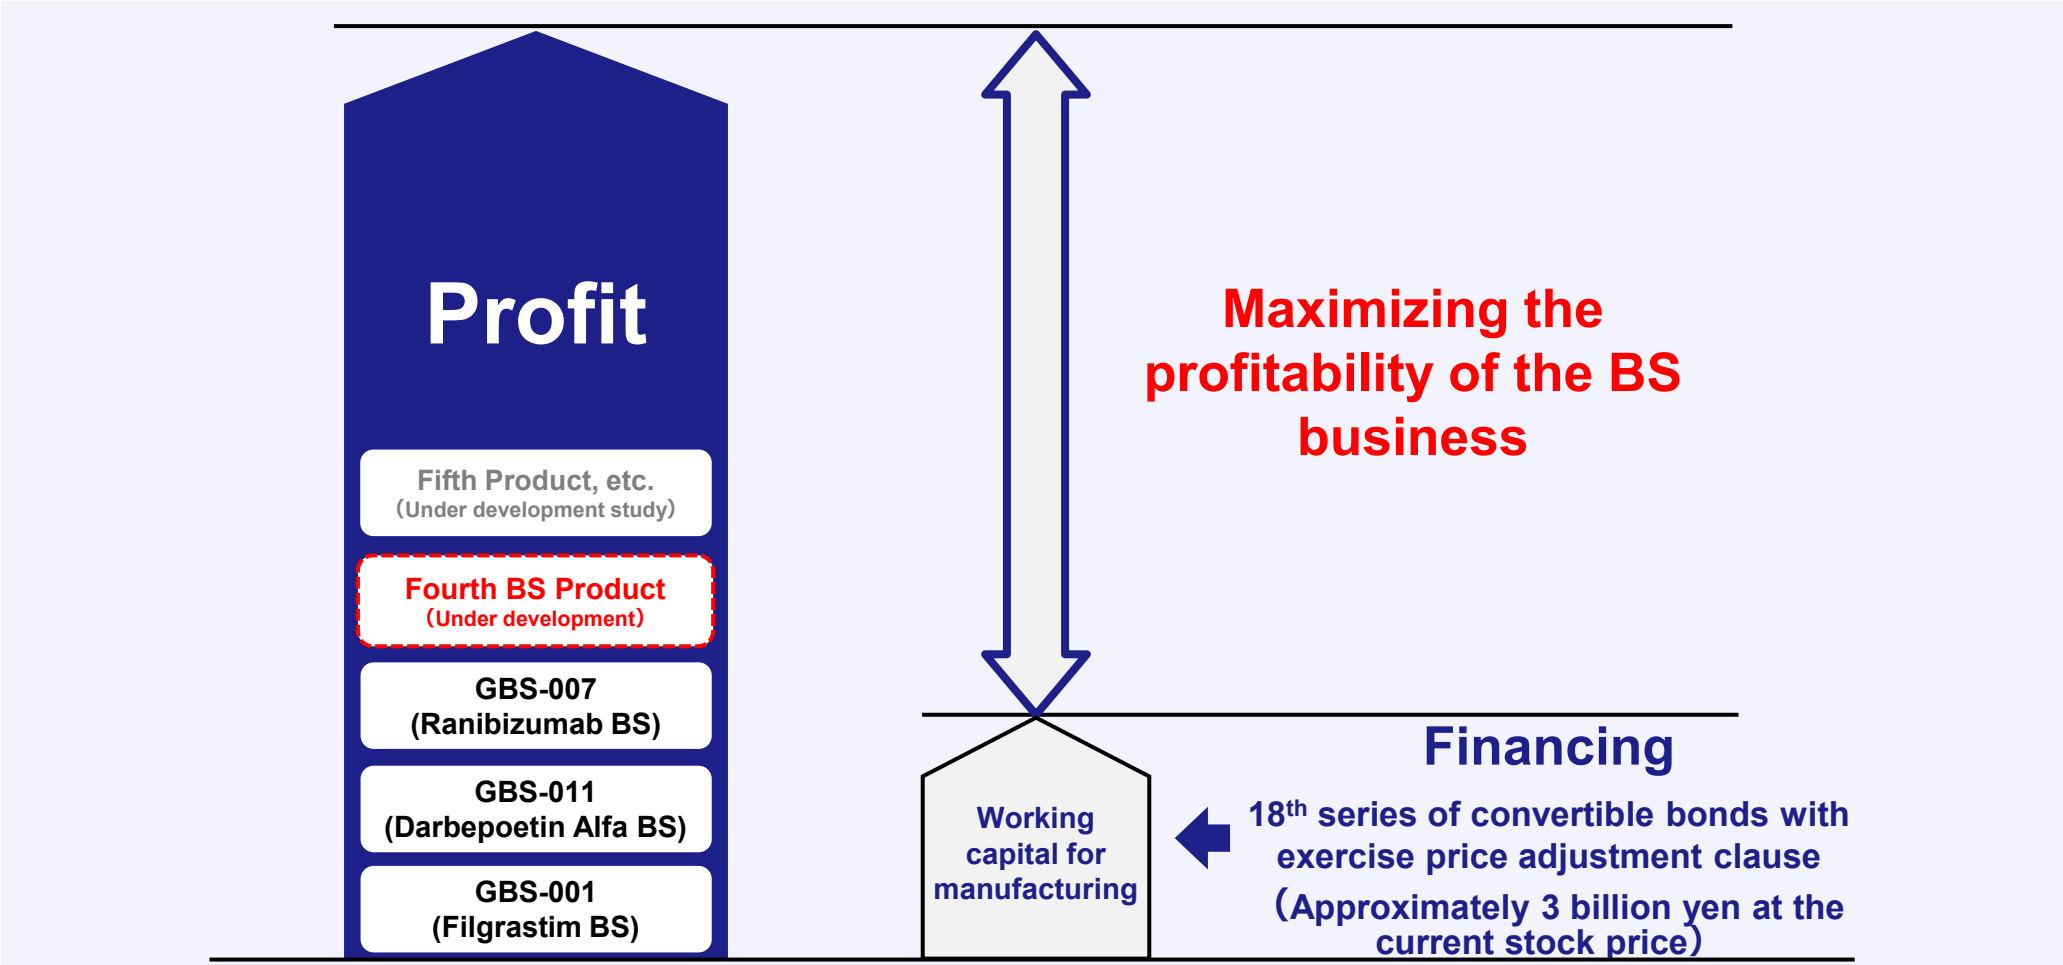 Profit
Fifth Product, etc.
（Under development study）
Fourth BS Product
（Under development）
GBS-007
(Ranibizumab BS)
GBS-011
(Darbepoetin Alfa BS)
GBS-001
(Filgrastim BS)
Maximizing the
profitability of the BS
business
Working
capital for
manufacturing
Financing
18th series of convertible bonds with
exercise price adjustment clause
（Approximately 3 billion yen at the
current stock price）